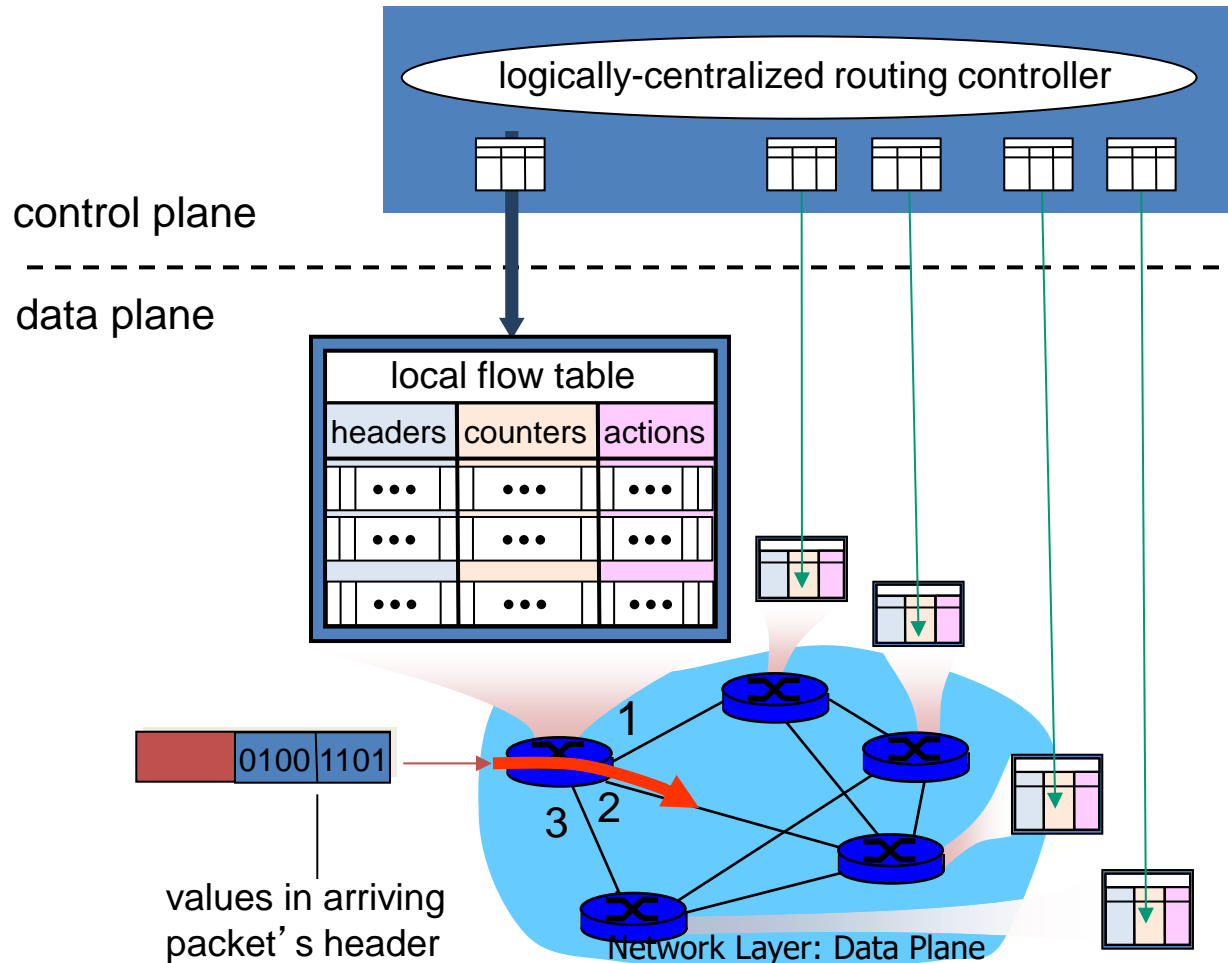 logically-centralized routing controller
control plane
data plane
local flow table
headers counters actions
•••  •••  •••
•••  •••  •••
•••  •••  •••
1
0100 1101
2
3
values in arriving
packet’s header
Network Layer: Data Plane